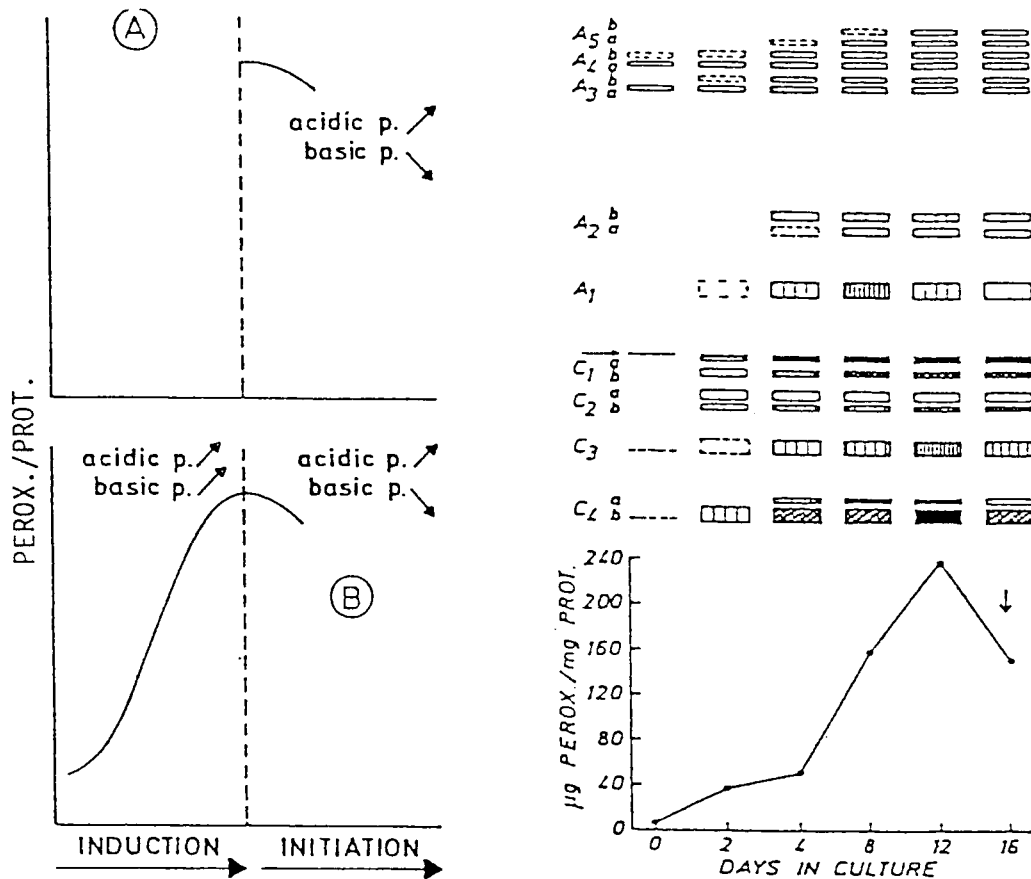 A
acidic p.
basic p.
PEROX./PROT.
acidic p.
basic p.
acidic p.
basic p.
B
INDUCTION
INITIATION
A5 b
a
A4 b
a
A3 b
a
A2 b
a
A1
C1 a
b
C2 a
b
C3
C4 a
b
µg PEROX./mg PROT.
240
200
160
120
80
40
0
0 2 4 8 12 16
DAYS IN CULTURE